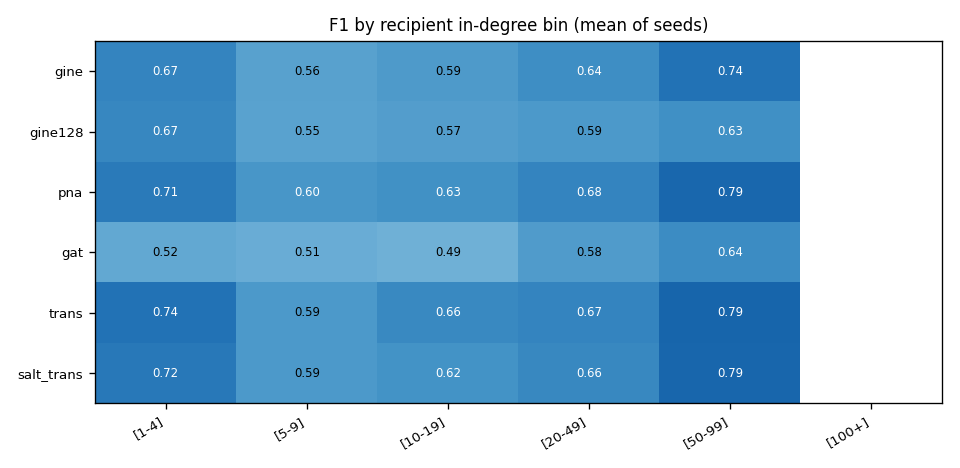 F1 by recipient in-degree bin (mean of seeds)
gine 0.67 0.56 0.59 0.64 0.74
gine128 0.67 0.55 0.57 0.59 0.63
pna 0.71 0.60 0.63 0.68 0.79
gat 0.52 0.51 0.49 0.58 0.64
trans 0.74 0.59 0.66 0.67 0.79
salt_trans 0.72 0.59 0.62 0.66 0.79
[1-4] [5-9] [10-19] [20-49] [50-99] [100+]